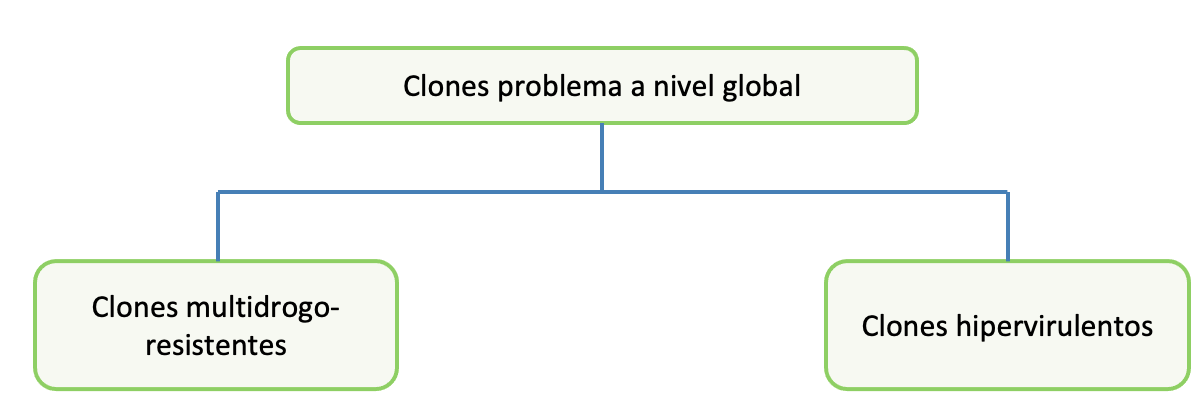 Clones problema a nivel global
Clones multidrogo-
resistentes
Clones hipervirulentos